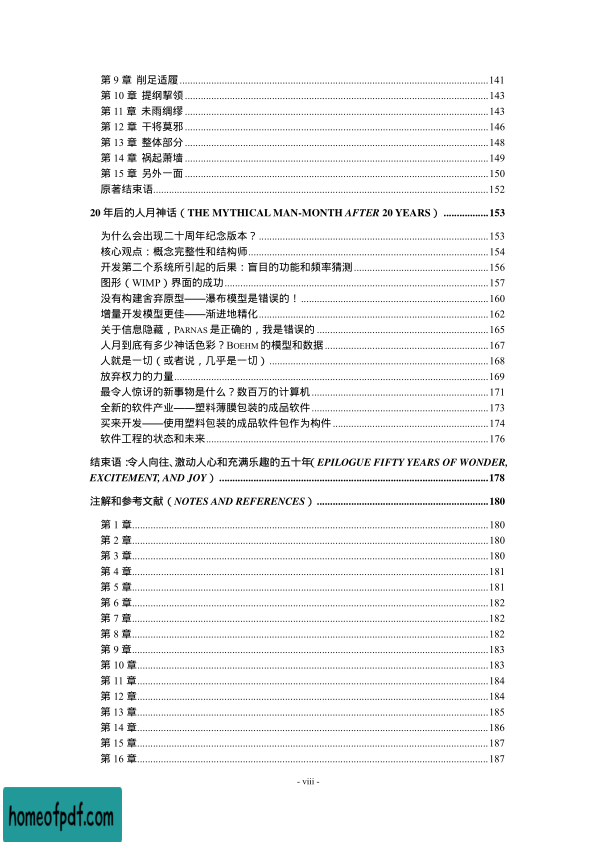 第 9 章 削足适履 141
第 10 章 提纲挈领 143
第 11 章 未雨绸缪 143
第 12 章 干将莫邪 146
第 13 章 整体部分 148
第 14 章 祸起萧墙 149
第 15 章 另外一面 150
原著结束语 152
20 年后的人月神话（THE MYTHICAL MAN-MONTH AFTER 20 YEARS） 153
为什么会出现二十周年纪念版本？ 153
核心观点：概念完整性和结构师 154
开发第二个系统所引起的后果：盲目的功能和频率猜测 156
图形（WIMP）界面的成功 157
没有构建舍弃原型——瀑布模型是错误的！ 160
增量开发模型更佳——渐进地精化 162
关于信息隐藏，PARNAS 是正确的，我是错误的 165
人月到底有多少神话色彩？BOEHM 的模型和数据 167
人就是一切（或者说，几乎是一切） 168
放弃权力的力量 169
最令人惊讶的新事物是什么？数百万的计算机 171
全新的软件产业——塑料薄膜包装的成品软件 173
买来开发——使用塑料包装的成品软件包作为构件 174
软件工程的状态和未来 176
结束语：令人向往、激动人心和充满乐趣的五十年（EPILOGUE FIFTY YEARS OF WONDER,
EXCITEMENT, AND JOY） 178
注解和参考文献（NOTES AND REFERENCES） 180
第 1 章 180
第 2 章 180
第 3 章 180
第 4 章 181
第 5 章 181
第 6 章 182
第 7 章 182
第 8 章 182
第 9 章 183
第 10 章 183
第 11 章 184
第 12 章 184
第 13 章 185
第 14 章 186
第 15 章 187
第 16 章 187
- viii -
homeofpdf.com